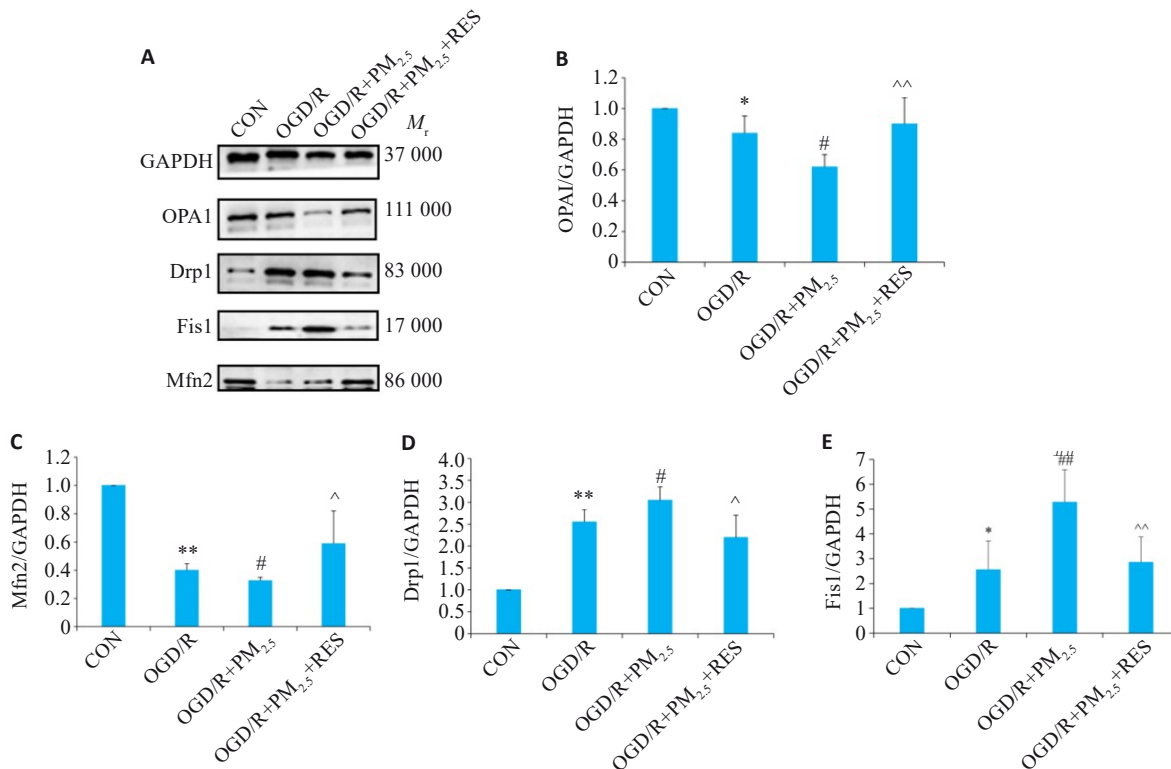 A
CON
OGD/R
OGD/R+PM2.5
OGD/R+PM2.5+RES
Mr
GAPDH 37 000
OPA1 111 000
Drp1 83 000
Fis1 17 000
Mfn2 86 000
B
OPAI/GAPDH
1.2
1.0
0.8
0.6
0.4
0.2
0
*
#
^^
CON
OGD/R
OGD/R+PM2.5
OGD/R+PM2.5+RES
C
Mfn2/GAPDH
1.2
1.0
0.8
0.6
0.4
0.2
0
**
#
^
CON
OGD/R
OGD/R+PM2.5
OGD/R+PM2.5+RES
D
Drp1/GAPDH
4.0
3.5
3.0
2.5
2.0
1.5
1.0
0.5
0
**
#
^
CON
OGD/R
OGD/R+PM2.5
OGD/R+PM2.5+RES
E
Fis1/GAPDH
7
6
5
4
3
2
1
0
*
##
^^
CON
OGD/R
OGD/R+PM2.5
OGD/R+PM2.5+RES